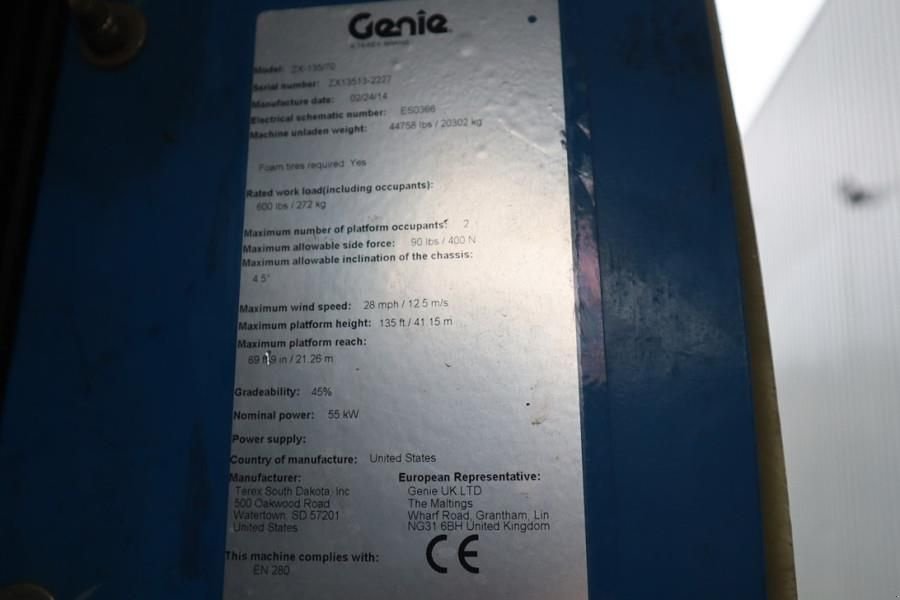 Genie
A TEREX BRAND
Model: ZX-135/70
Serial number: ZX13513-2227
Manufacture date: 02/24/14
Electrical schematic number: ES0366
Machine unladen weight: 44758 lbs / 20302 kg
Foam tires required: Yes
Rated work load(including occupants):
600 lbs / 272 kg
Maximum number of platform occupants: 2
Maximum allowable side force: 90 lbs / 400 N
Maximum allowable inclination of the chassis:
4.5°
Maximum wind speed: 28 mph / 12.5 m/s
Maximum platform height: 135 ft / 41.15 m
Maximum platform reach:
69 ft 9 in / 21.26 m
Gradeability: 45%
Nominal power: 55 kW
Power supply:
Country of manufacture: United States
Manufacturer: European Representative:
Terex South Dakota, Inc Genie UK LTD
500 Oakwood Road The Maltings
Watertown, SD 57201 Wharf Road, Grantham, Lin
United States NG31 6BH United Kingdom
This machine complies with: CE
EN 280